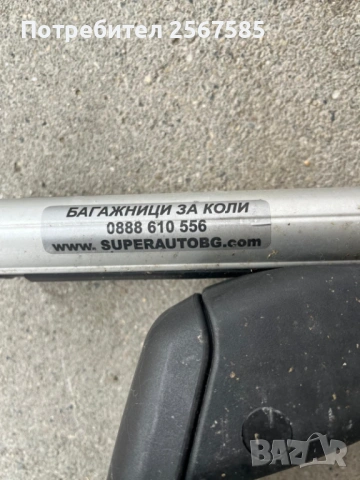 Потребител 2567585
БАГАЖНИЦИ ЗА КОЛИ
0888 610 556
www. SUPERAUTOBG.com
BAZAR